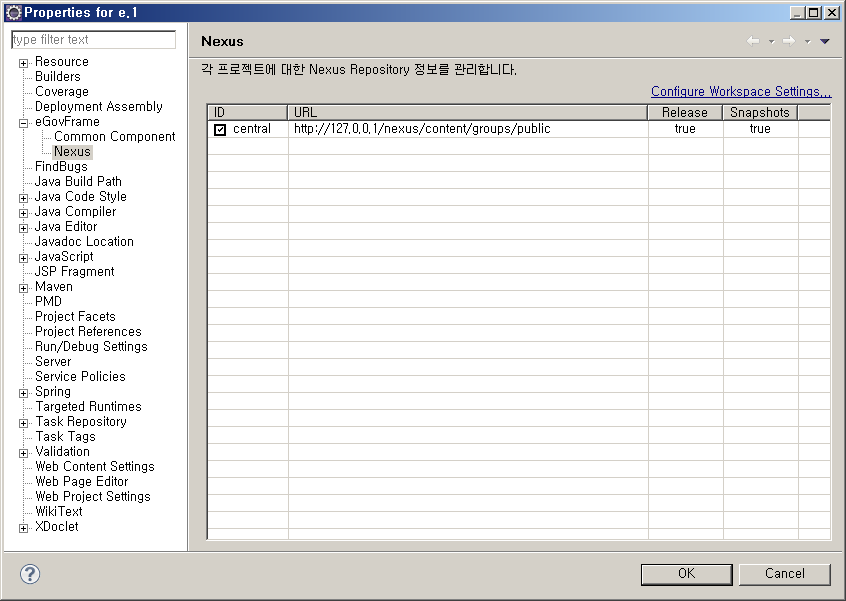 Properties for e.1
type filter text
Resource
Builders
Coverage
Deployment Assembly
eGovFrame
Common Component
Nexus
FindBugs
Java Build Path
Java Code Style
Java Compiler
Java Editor
Javadoc Location
JavaScript
JSP Fragment
Maven
PMD
Project Facets
Project References
Run/Debug Settings
Server
Service Policies
Spring
Targeted Runtimes
Task Repository
Task Tags
Validation
Web Content Settings
Web Page Editor
Web Project Settings
WikiText
XDoclet
Nexus
각 프로젝트에 대한 Nexus Repository 정보를 관리합니다.
Configure Workspace Settings...
ID URL Release Snapshots
central http://127.0.0.1/nexus/content/groups/public true true
?
OK Cancel